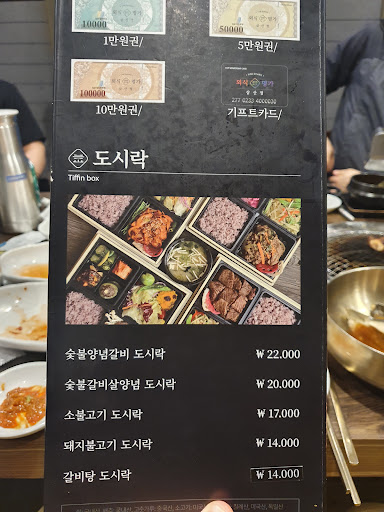 10000
50000
1만원권/
5만원권/
100000
10만원권/
기프트카드/
도시락
Tiffin box
숯불양념갈비 도시락 ₩ 22.000
숯불갈비살양념 도시락 ₩ 20.000
소불고기 도시락 ₩ 17.000
돼지불고기 도시락 ₩ 14.000
갈비탕 도시락 ₩ 14.000